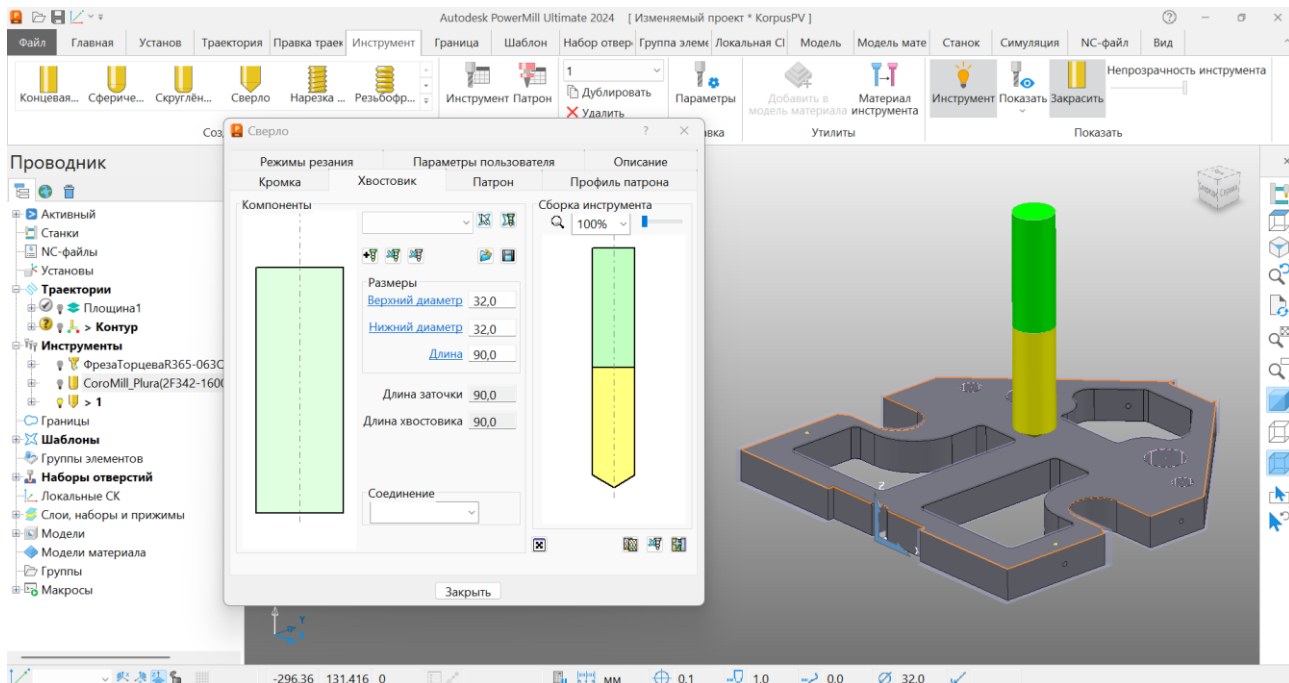 Autodesk PowerMill Ultimate 2024 [ Изменяемый проект * KorpusPV ]
Файл Главная Установ Траектория Правка траек Инструмент Граница Шаблон Набор отвер Группа элеме Локальная СІ Модель Модель мате Станок Симуляция NC-файл Вид
Концевая... Сфериче... Скруглён... Сверло Нарезка ... Резьбофр...
Инструмент Патрон
1
Дублировать
Удалить
Параметры
Добавить в
модель материала
Материал
инструмента
Инструмент Показать Закрасить
Непрозрачность инструмента
Соз
вка
Утилиты
Показать
Проводник
Активный
Станки
NC-файлы
Установы
Траектории
Площина1
> Контур
Инструменты
ФрезаТорцеваR365-063С
CoroMill_Plura(2F342-1600
> 1
Границы
Шаблоны
Группы элементов
Наборы отверстий
Локальные СК
Слои, наборы и прижимы
Модели
Модели материала
Группы
Макросы
Сверло
Режимы резания Параметры пользователя Описание
Кромка Хвостовик Патрон Профиль патрона
Компоненты
Размеры
Верхний диаметр 32,0
Нижний диаметр 32,0
Длина 90,0
Длина заточки 90,0
Длина хвостовика 90,0
Соединение
Сборка инструмента
100%
Закрыть
Z
X
Y
-296.36 131.416 0
мм
0.1
1.0
0.0
32.0